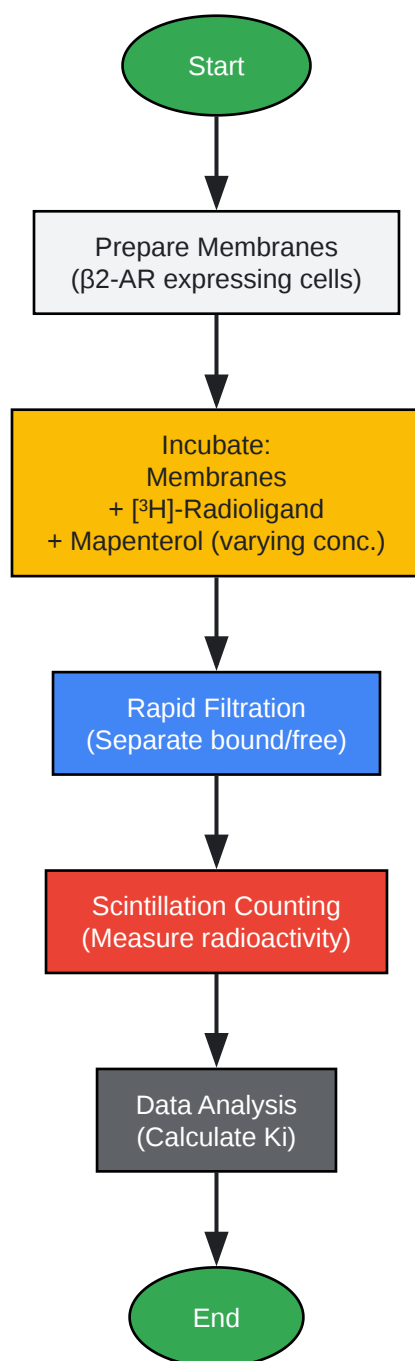 Start
Prepare Membranes
(β2-AR expressing cells)
Incubate:
Membranes
+ [³H]-Radioligand
+ Mapenterol (varying conc.)
Rapid Filtration
(Separate bound/free)
Scintillation Counting
(Measure radioactivity)
Data Analysis
(Calculate Ki)
End